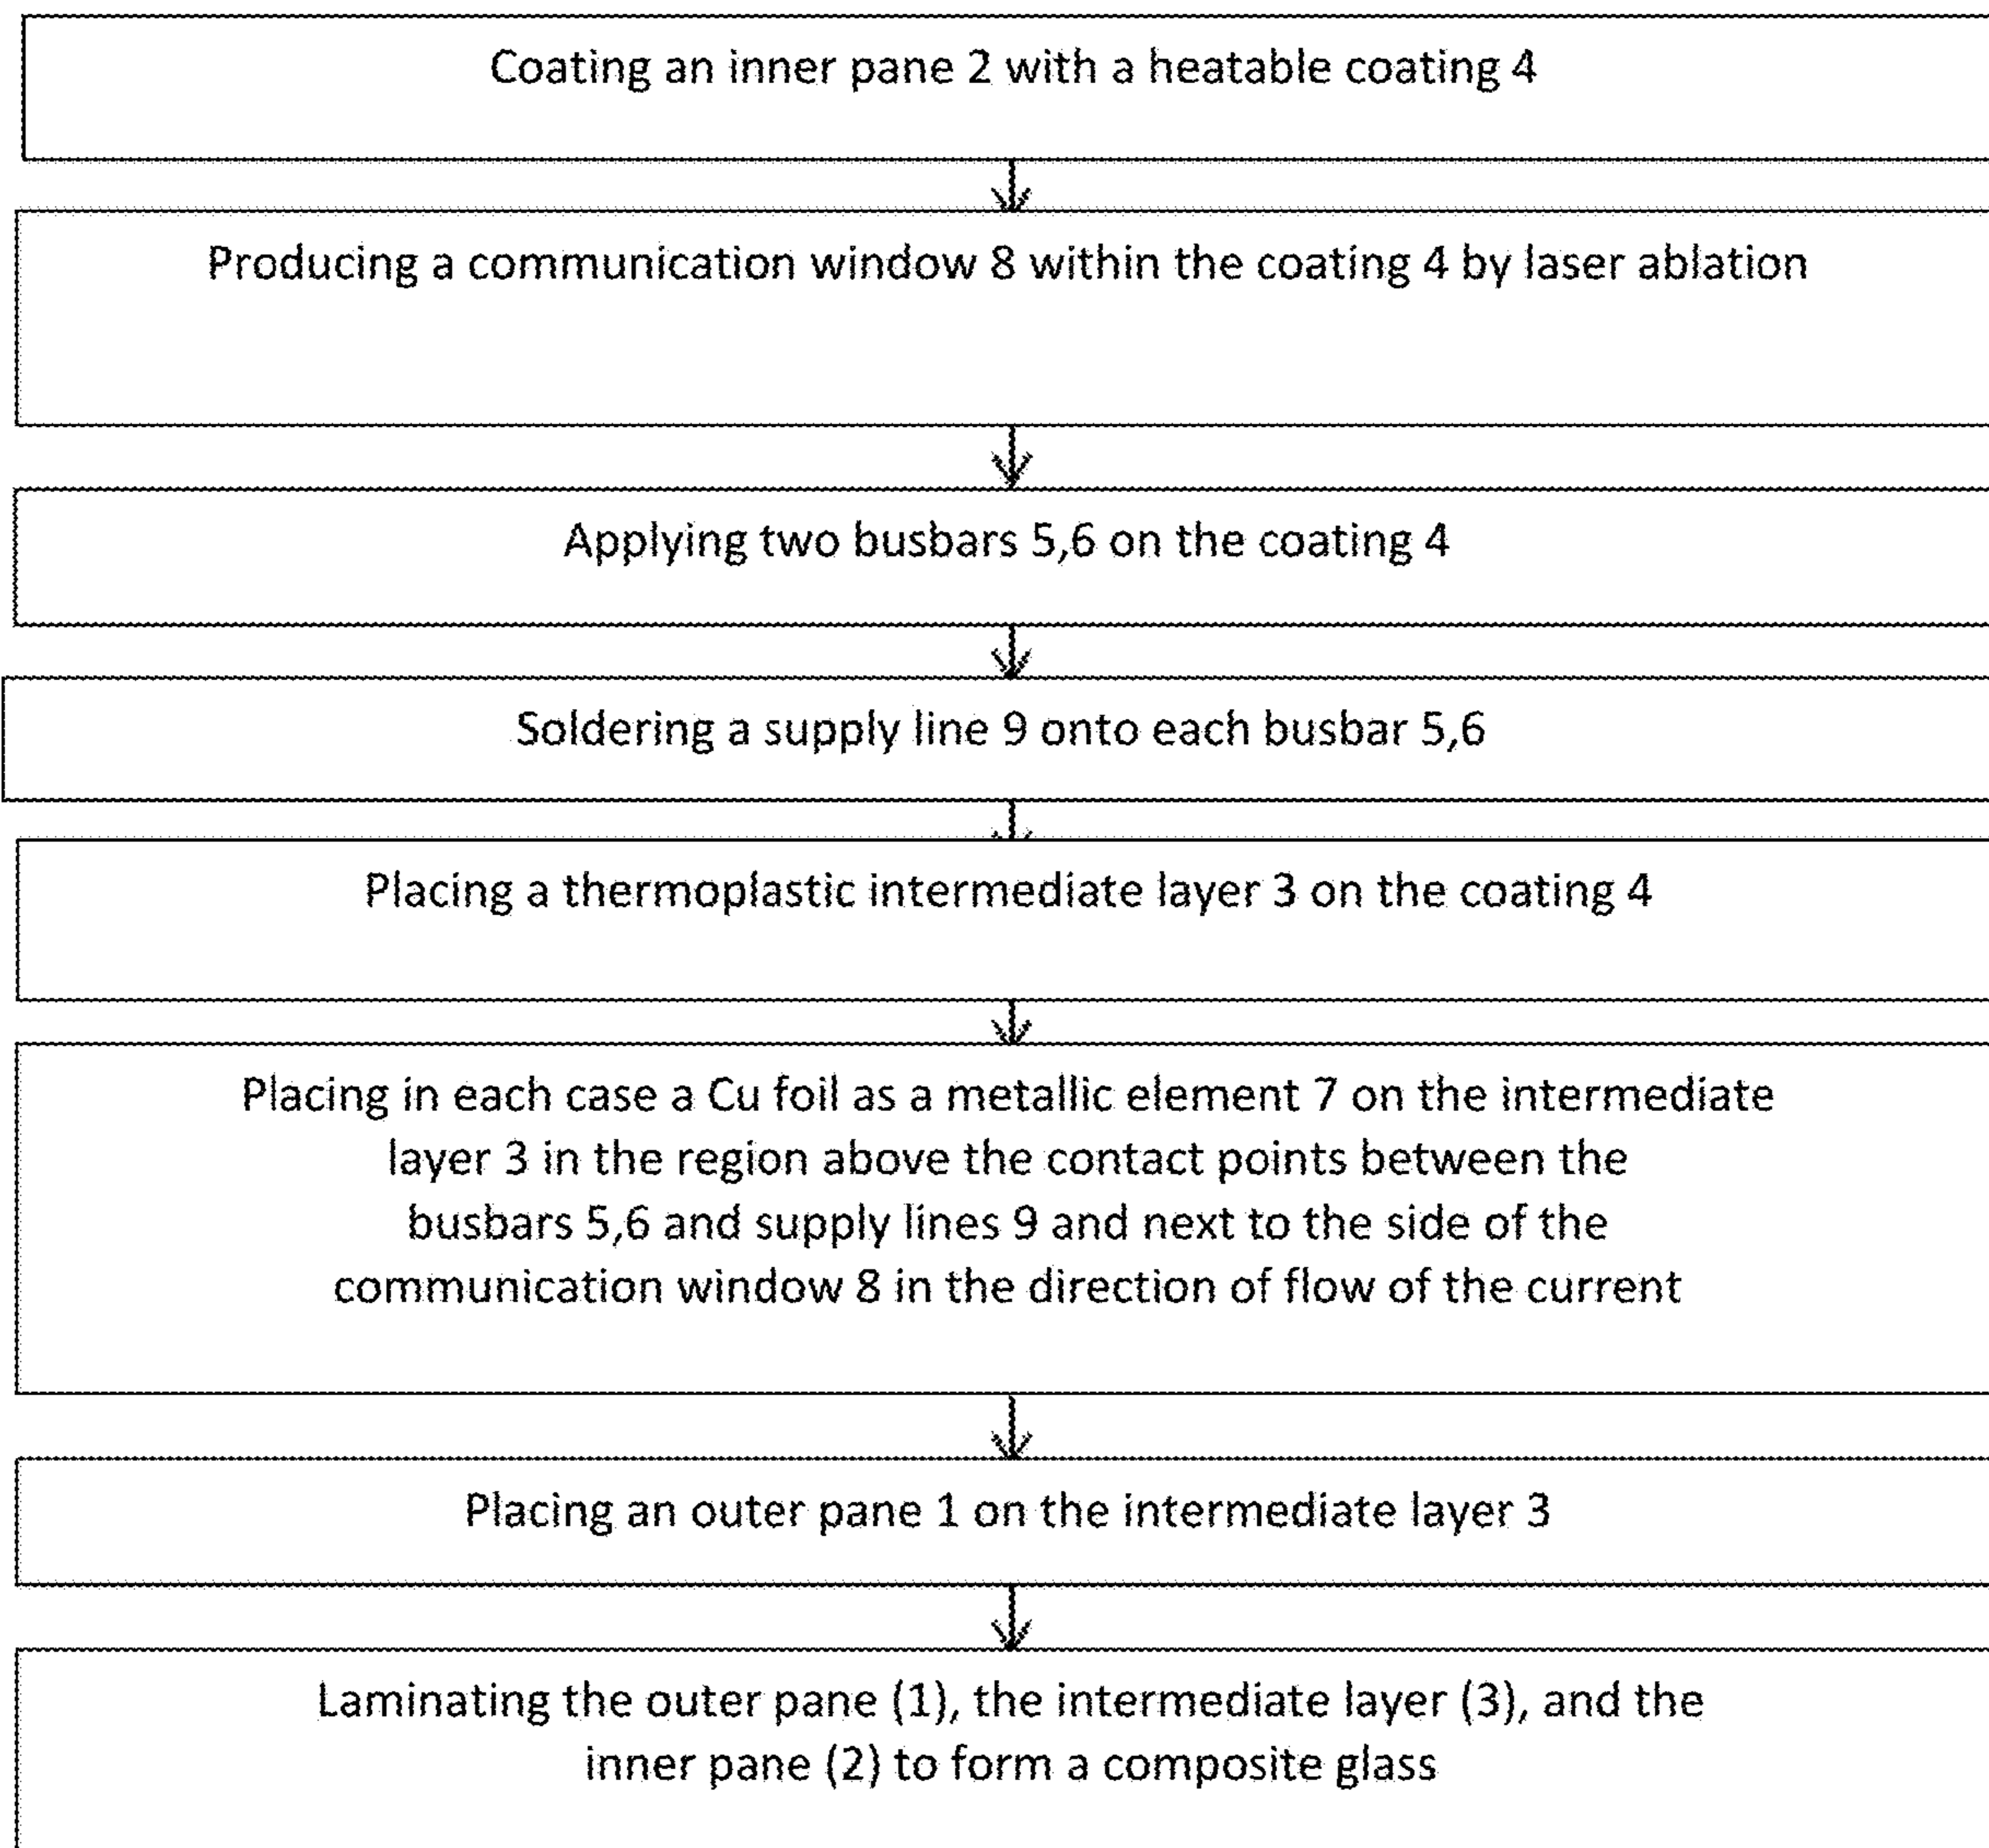 Coating an inner pane 2 with a heatable coating 4
Producing a communication window 8 within the coating 4 by laser ablation
Applying two busbars 5,6 on the coating 4
Soldering a supply line 9 onto each busbar 5,6
Placing a thermoplastic intermediate layer 3 on the coating 4
Placing in each case a Cu foil as a metallic element 7 on the intermediate
layer 3 in the region above the contact points between the
busbars 5,6 and supply lines 9 and next to the side of the
communication window 8 in the direction of flow of the current
Placing an outer pane 1 on the intermediate layer 3
Laminating the outer pane (1), the intermediate layer (3), and the
inner pane (2) to form a composite glass